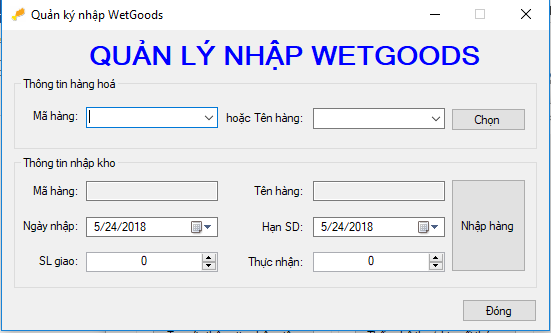 Quản ký nhập WetGoods
QUẢN LÝ NHẬP WETGOODS
Thông tin hàng hoá
Mã hàng: hoặc Tên hàng: Chọn
Thông tin nhập kho
Mã hàng: Tên hàng:
Ngày nhập: 5/24/2018 Hạn SD: 5/24/2018 Nhập hàng
SL giao: 0 Thực nhận: 0
Đóng